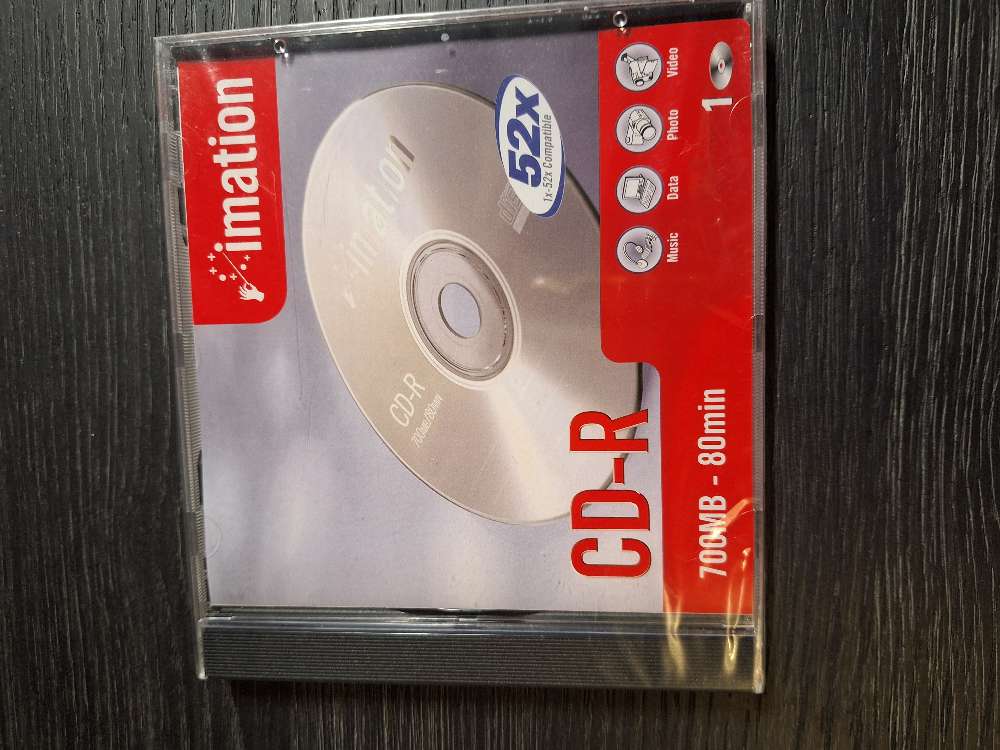 imation
imation
52x
1x-52x Compatible
CD-R
700MB/80min
CD-R
Music
Data
Photo
Video
700MB - 80min
1